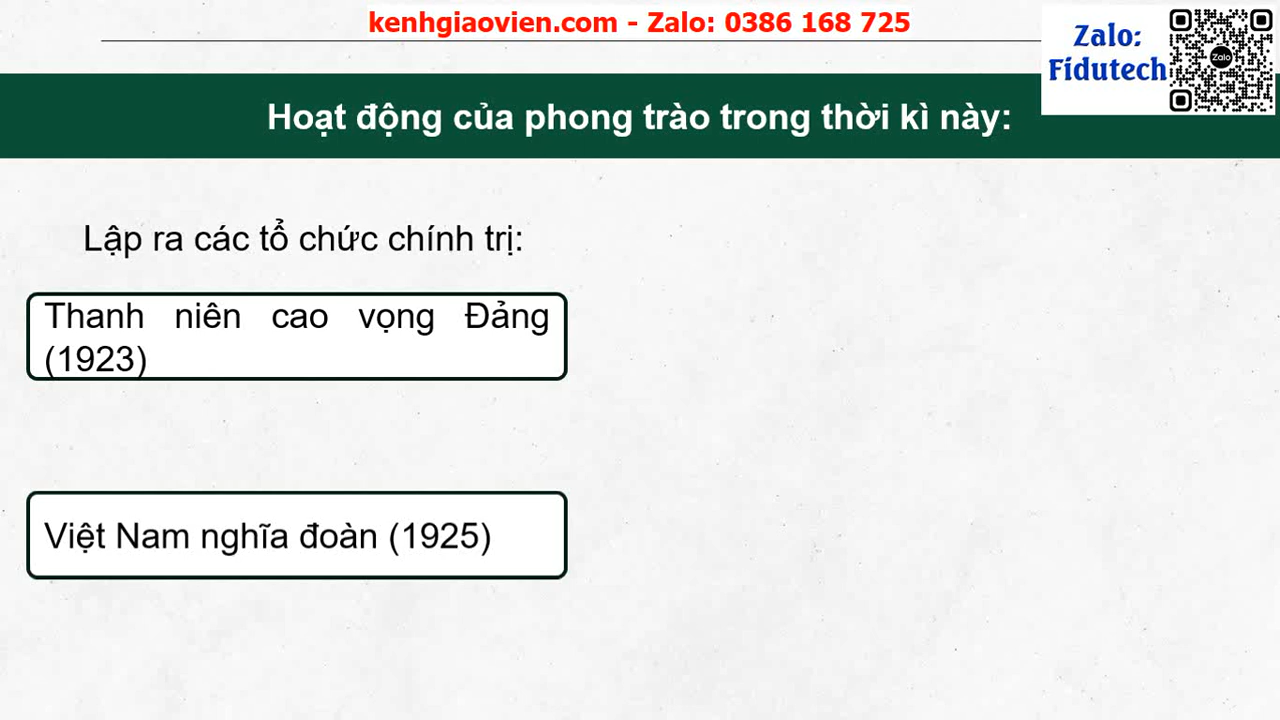 kenhgiaovien.com - Zalo: 0386 168 725
Zalo:
Fidutech
Zalo
Hoạt động của phong trào trong thời kì này:
Lập ra các tổ chức chính trị:
Thanh niên cao vọng Đảng
(1923)
Việt Nam nghĩa đoàn (1925)